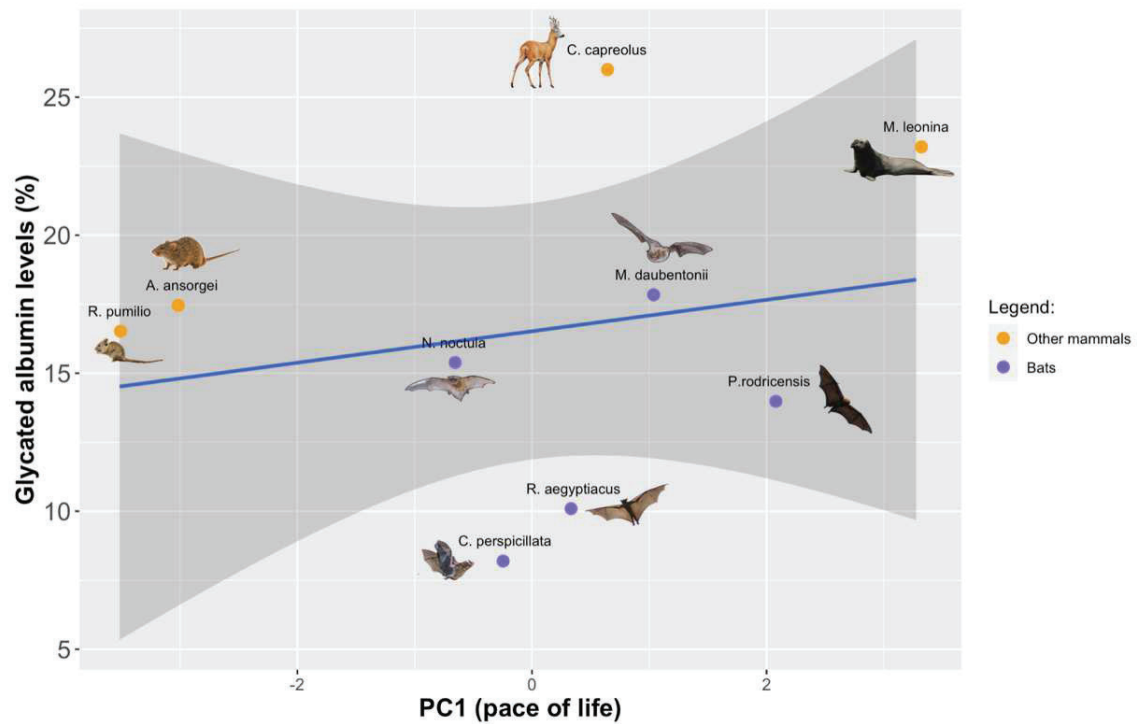 C. capreolus
25
M. leonina
Glycated albumin levels (%)
20
M. daubentonii
A. ansorgei
R. pumilio
Legend:
Other mammals
N. noctula
15
Bats
P.rodricensis
R. aegyptiacus
10
C. perspicillata
5
-2
0
2
PC1 (pace of life)